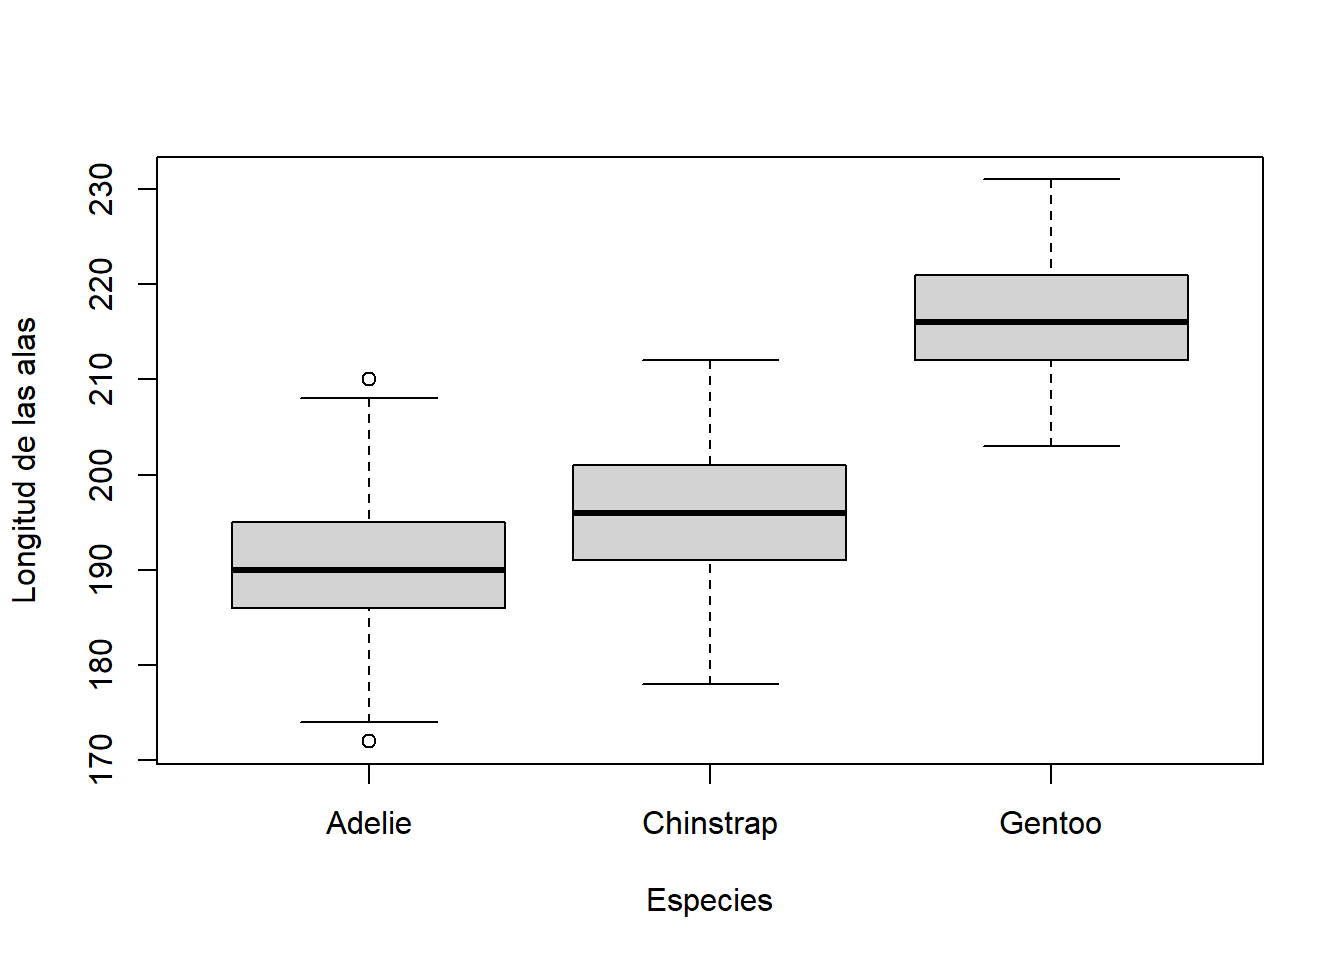 Longitud de las alas
230
220
210
200
190
180
170
Adelie
Chinstrap
Gentoo
Especies